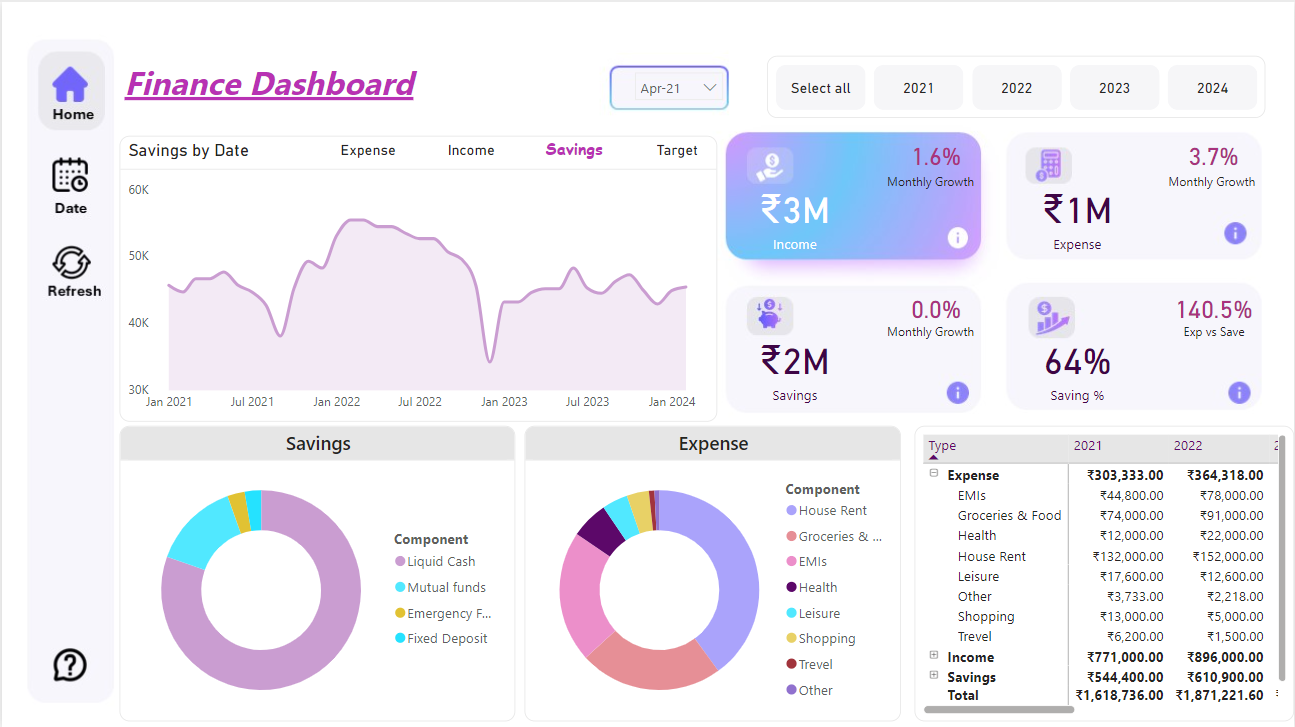 Home
Date
Refresh
Finance Dashboard
Apr-21
Select all 2021 2022 2023 2024
Savings by Date Expense Income Savings Target
60K
50K
40K
30K
Jan 2021 Jul 2021 Jan 2022 Jul 2022 Jan 2023 Jul 2023 Jan 2024
1.6%
Monthly Growth
₹3M
Income
3.7%
Monthly Growth
₹1M
Expense
0.0%
Monthly Growth
₹2M
Savings
140.5%
Exp vs Save
64%
Saving %
Savings
Component
Liquid Cash
Mutual funds
Emergency F...
Fixed Deposit
Expense
Component
House Rent
Groceries & ...
EMIs
Health
Leisure
Shopping
Trevel
Other
Type 2021 2022 2
Expense ₹303,333.00 ₹364,318.00
EMIs ₹44,800.00 ₹78,000.00
Groceries & Food ₹74,000.00 ₹91,000.00
Health ₹12,000.00 ₹22,000.00
House Rent ₹132,000.00 ₹152,000.00
Leisure ₹17,600.00 ₹12,600.00
Other ₹3,733.00 ₹2,218.00
Shopping ₹13,000.00 ₹5,000.00
Trevel ₹6,200.00 ₹1,500.00
Income ₹771,000.00 ₹896,000.00
Savings ₹544,400.00 ₹610,900.00
Total ₹1,618,736.00 ₹1,871,221.60